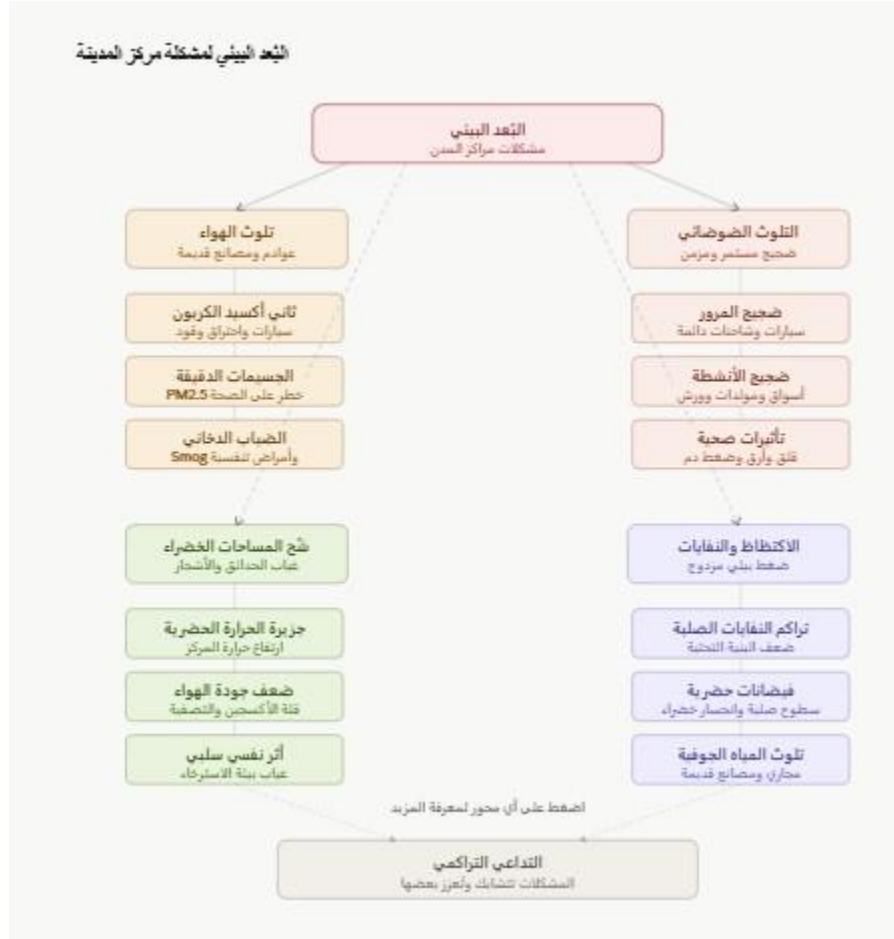 البُعد البيئي لمشكلة مركز المدينة
البُعد البيئي
مشكلات مراكز المدن
التلوث الضوضائي
ضجيج مستمر ومزمن
ضجيج المرور
سيارات وشاحنات دائمة
ضجيج الأنشطة
أسواق ومولدات وورش
تأثيرات صحية
قلق وأرق وضغط دم
تلوث الهواء
عوادم ومصانع قديمة
ثاني أكسيد الكربون
سيارات واحتراق وقود
الجسيمات الدقيقة
خطر على الصحة PM2.5
الضباب الدخاني
وأمراض تنفسية Smog
الاكتظاظ والنفايات
ضغط بيئي مزدوج
تراكم النفايات الصلبة
ضعف البنية التحتية
فيضانات حضرية
سطوح صلبة وانحسار خضراء
تلوث المياه الجوفية
مجاري ومصانع قديمة
شُح المساحات الخضراء
غياب الحدائق والأشجار
جزيرة الحرارة الحضرية
ارتفاع حرارة المركز
ضعف جودة الهواء
قلة الأكسجين والتصفية
أثر نفسي سلبي
غياب بيئة الاسترخاء
اضغط على أي محور لمعرفة المزيد
التداعي التراكمي
المشكلات تتشابك وتعزز بعضها